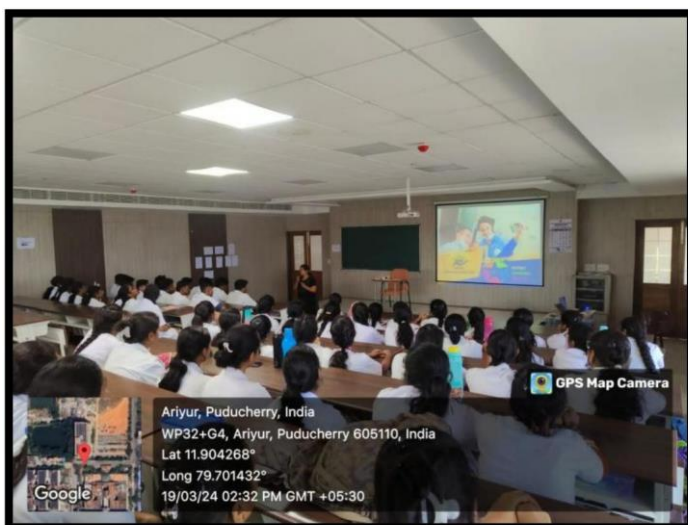 GPS Map Camera
Ariyur, Puducherry, India
WP32+G4, Ariyur, Puducherry 605110, India
Lat 11.904268°
Long 79.701432°
19/03/24 02:32 PM GMT +05:30
Google